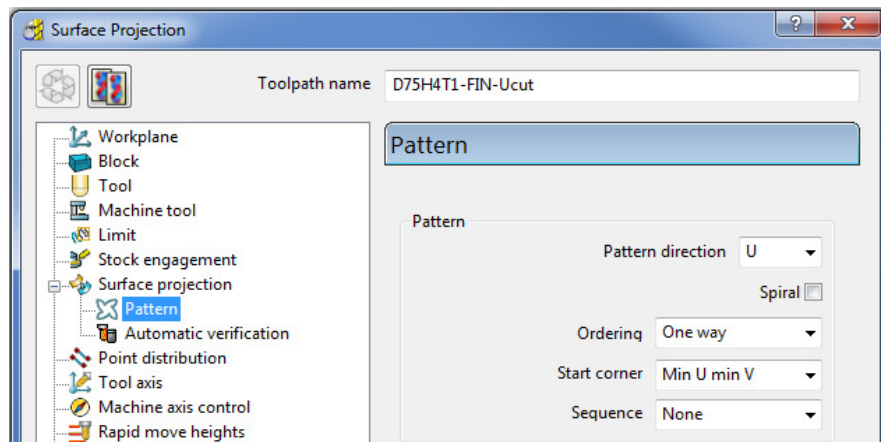 Surface Projection
Toolpath name D75H4T1-FIN-Ucut
Workplane
Block
Tool
Machine tool
Limit
Stock engagement
Surface projection
Pattern
Automatic verification
Point distribution
Tool axis
Machine axis control
Rapid move heights
Pattern
Pattern
Pattern direction U
Spiral
Ordering One way
Start corner Min U min V
Sequence None